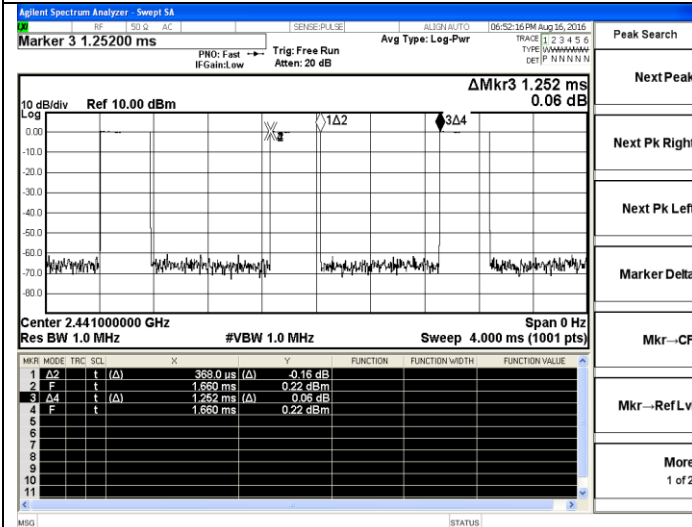 Agilent Spectrum Analyzer - Swept SA
LXI RF 50 Ω AC SENSE:PULSE ALIGN AUTO 06:52:16 PM Aug 16, 2016
Marker 3 1.25200 ms
PNO: Fast
IFGain:Low
Trig: Free Run
Atten: 20 dB
Avg Type: Log-Pwr
TRACE 1 2 3 4 5 6
TYPE
DET P N N N N N
ΔMkr3 1.252 ms
0.06 dB
10 dB/div Ref 10.00 dBm
Log
1Δ2
3Δ4
0.00
-10.0
-20.0
-30.0
-40.0
-50.0
-60.0
-70.0
-80.0
Center 2.441000000 GHz Span 0 Hz
Res BW 1.0 MHz #VBW 1.0 MHz Sweep 4.000 ms (1001 pts)
MKR MODE TRC SCL X Y FUNCTION FUNCTION WIDTH FUNCTION VALUE
1 Δ2 t (Δ) 368.0 µs (Δ) -0.16 dB
2 F t 1.660 ms 0.22 dBm
3 Δ4 t (Δ) 1.252 ms (Δ) 0.06 dB
4 F t 1.660 ms 0.22 dBm
5
6
7
8
9
10
11
MSG STATUS
Peak Search
Next Peak
Next Pk Right
Next Pk Left
Marker Delta
Mkr→CF
Mkr→Ref Lv
More
1 of 2